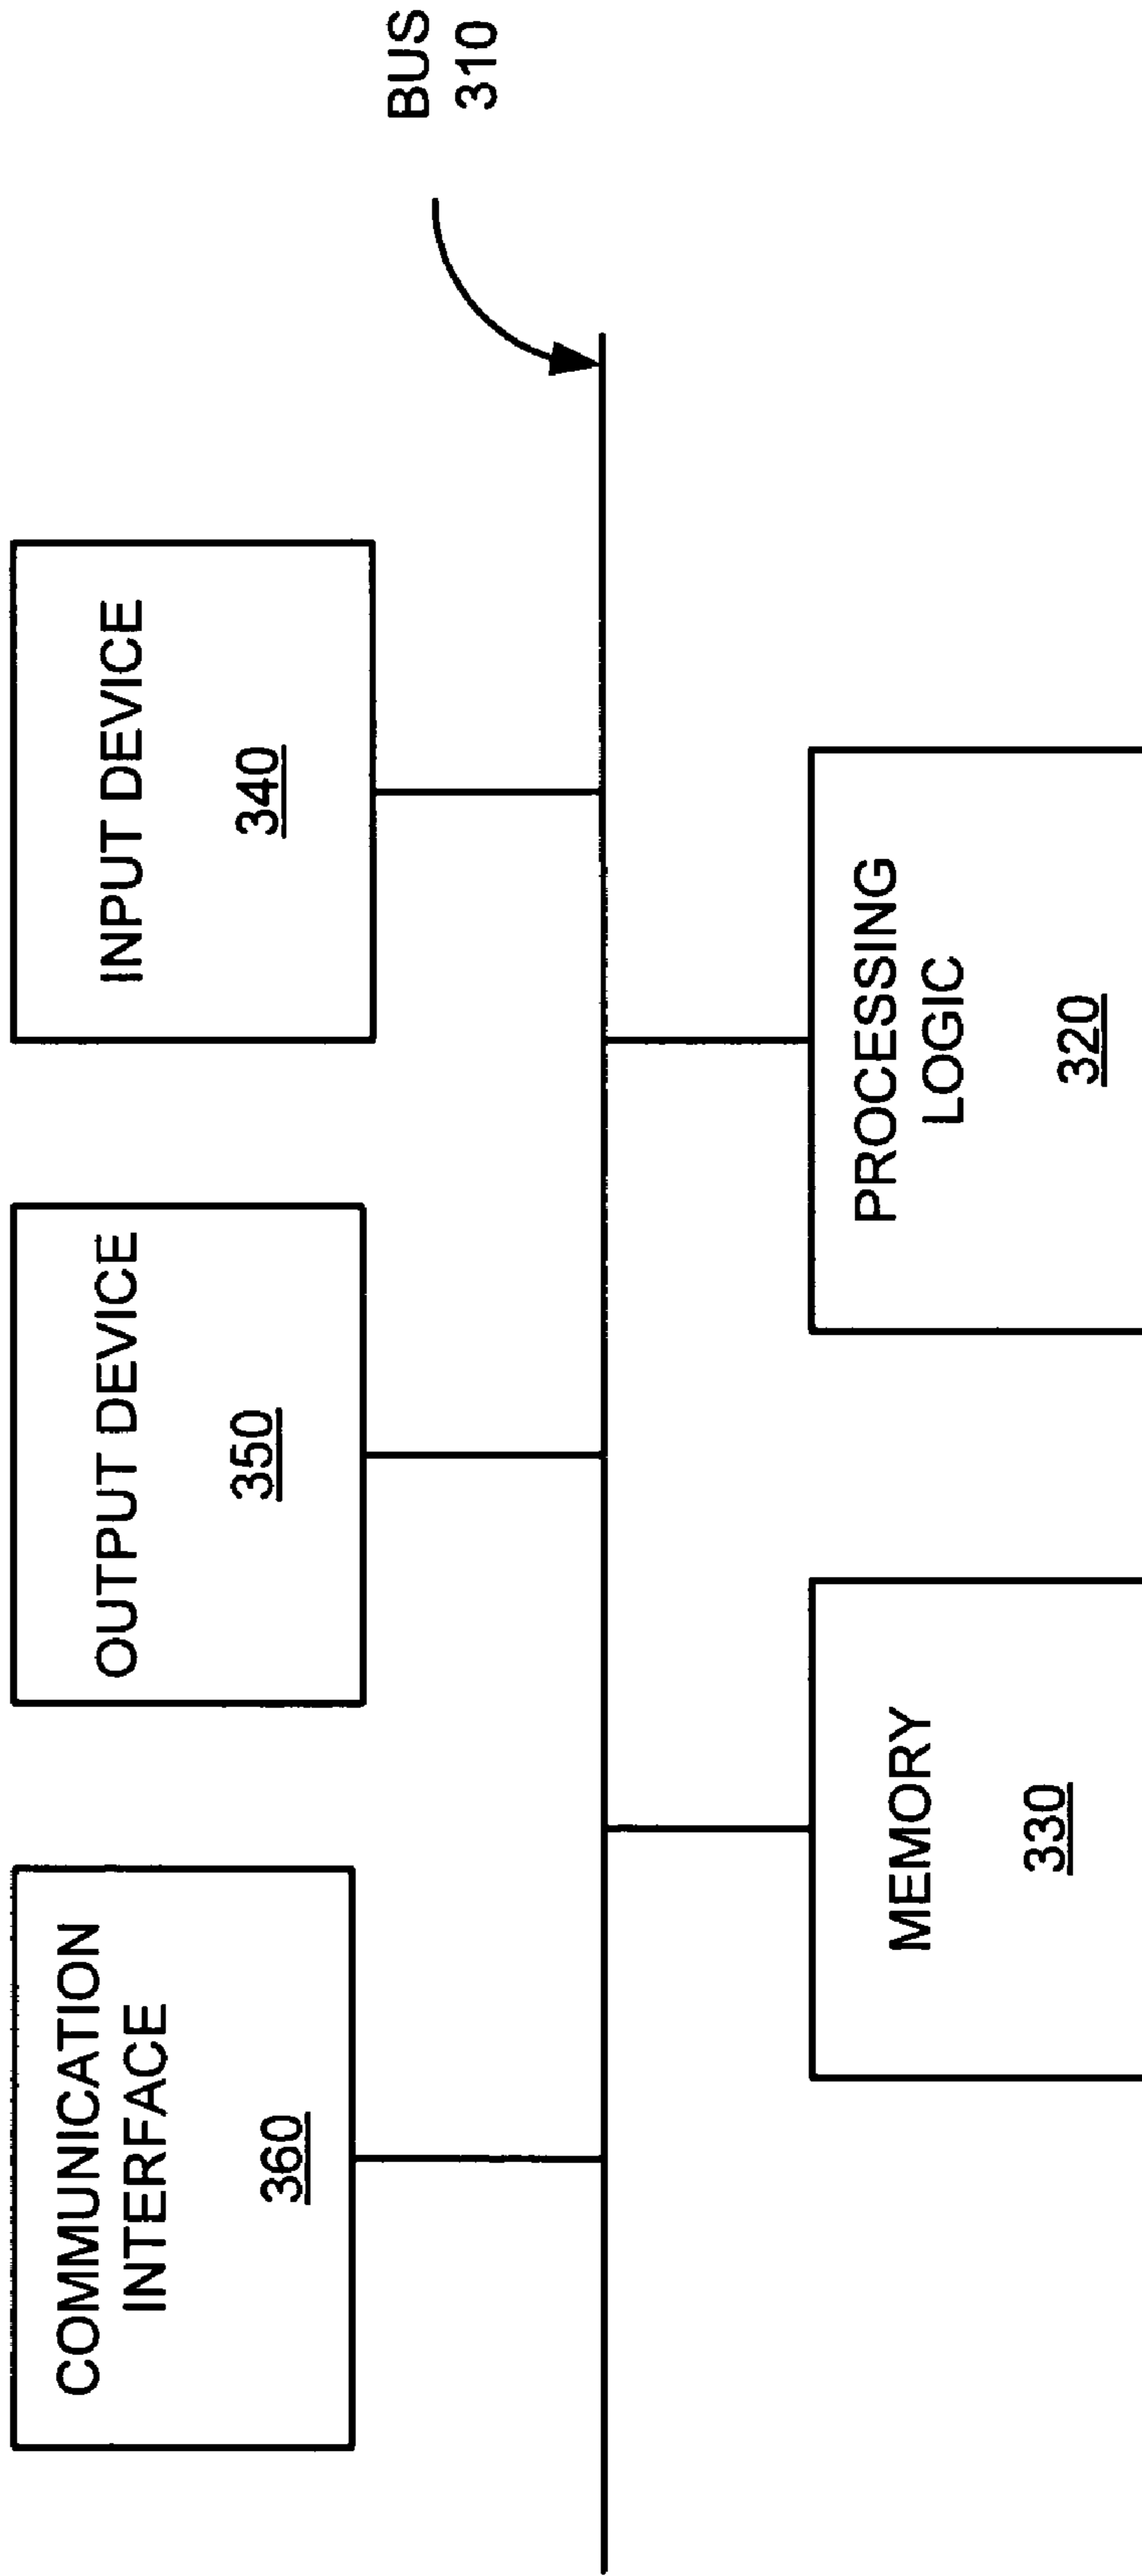 COMMUNICATION
INTERFACE
360
OUTPUT DEVICE
350
INPUT DEVICE
340
BUS
310
MEMORY
330
PROCESSING
LOGIC
320